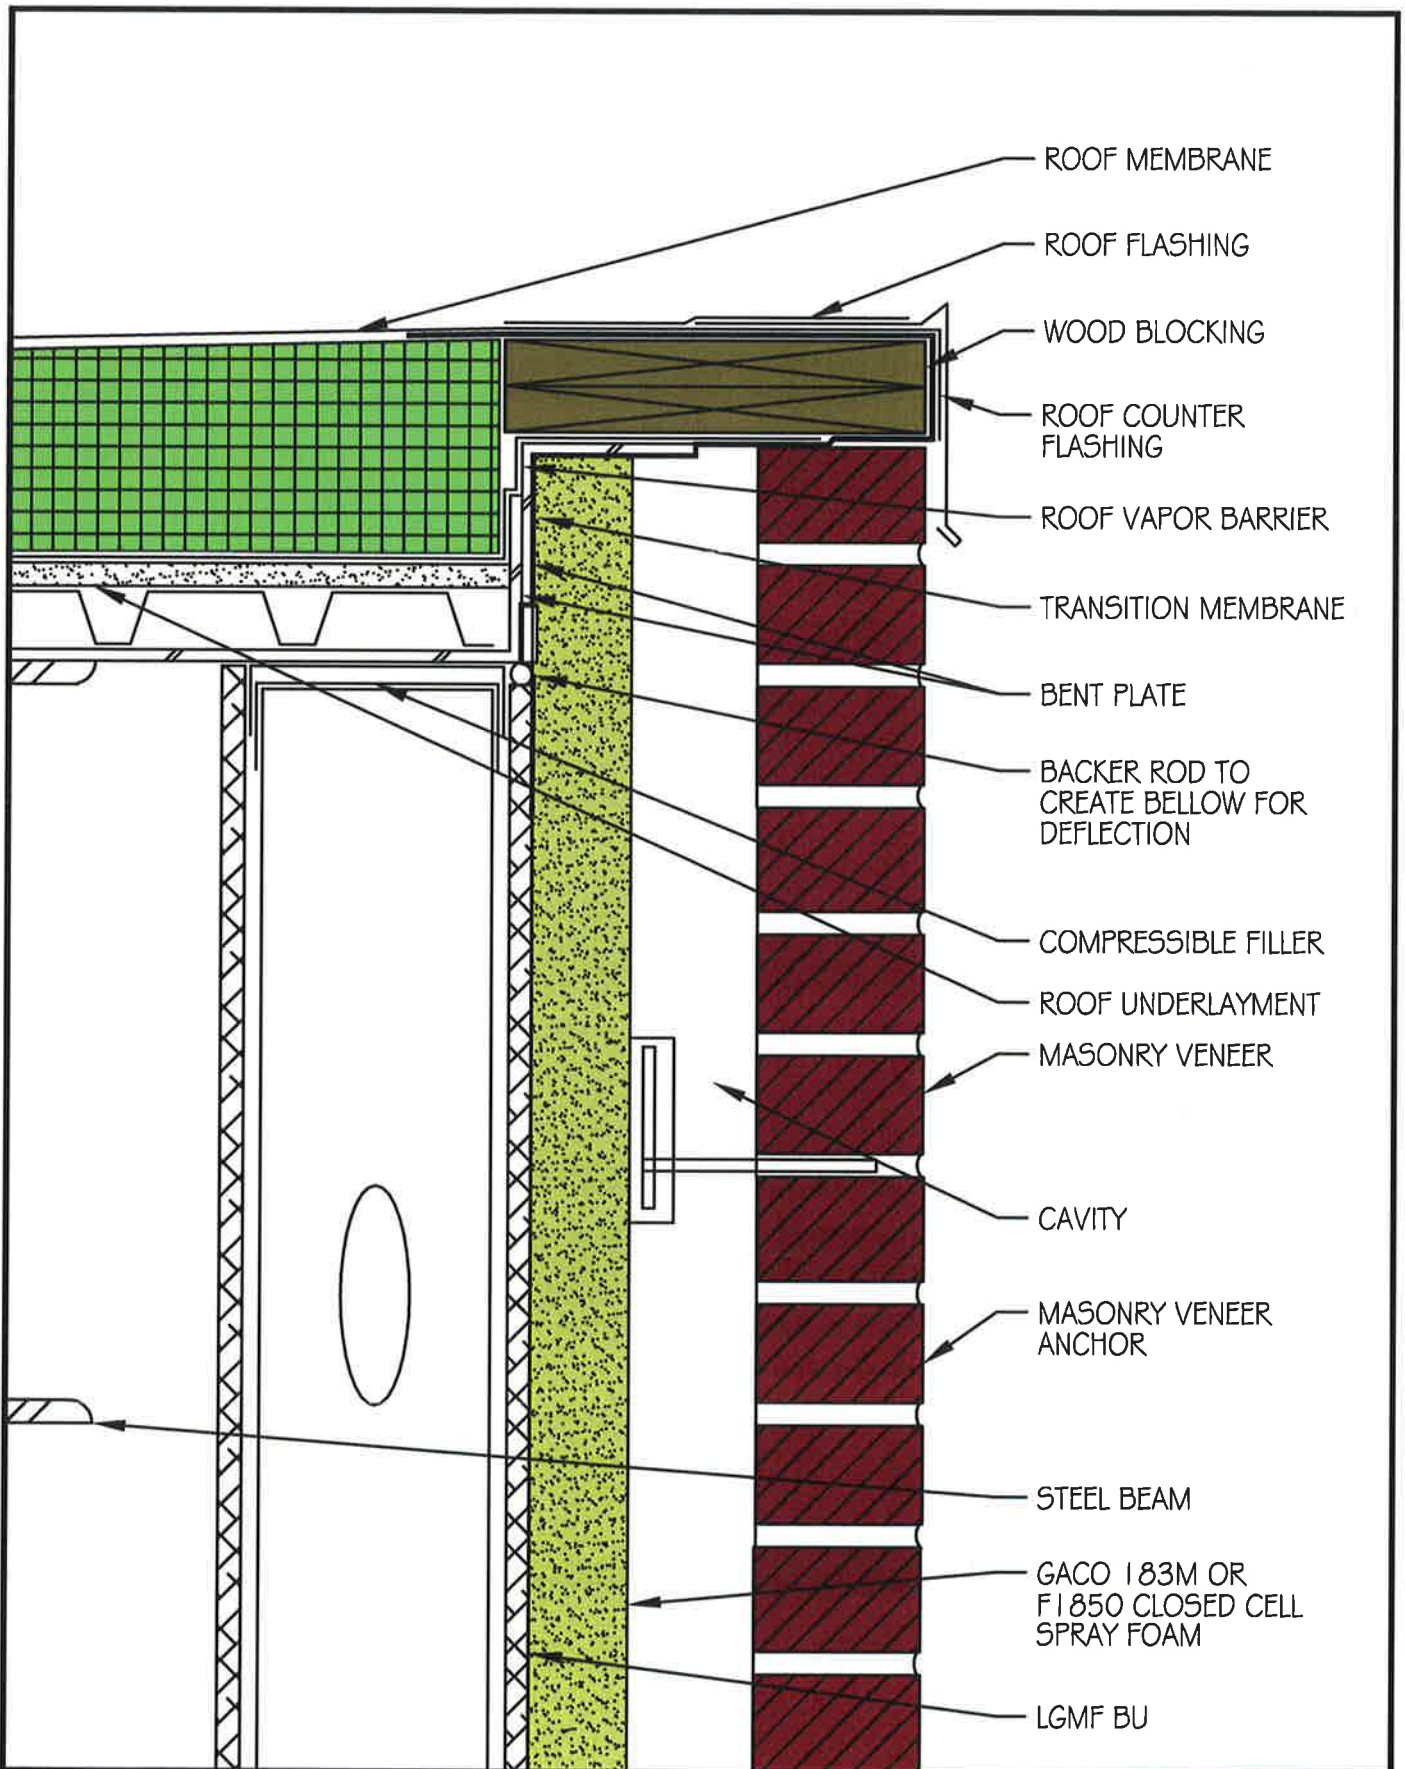 ROOF MEMBRANE
ROOF FLASHING
WOOD BLOCKING
ROOF COUNTER
FLASHING
ROOF VAPOR BARRIER
TRANSITION MEMBRANE
BENT PLATE
BACKER ROD TO
CREATE BELLOW FOR
DEFLECTION
COMPRESSIBLE FILLER
ROOF UNDERLAYMENT
MASONRY VENEER
CAVITY
MASONRY VENEER
ANCHOR
STEEL BEAM
GACO 183M OR
F1850 CLOSED CELL
SPRAY FOAM
LGMF BU